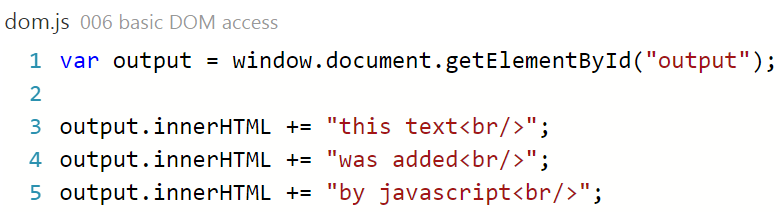 dom.js 006 basic DOM access
1 var output = window.document.getElementById("output");
2
3 output.innerHTML += "this text<br/>";
4 output.innerHTML += "was added<br/>";
5 output.innerHTML += "by javascript<br/>";